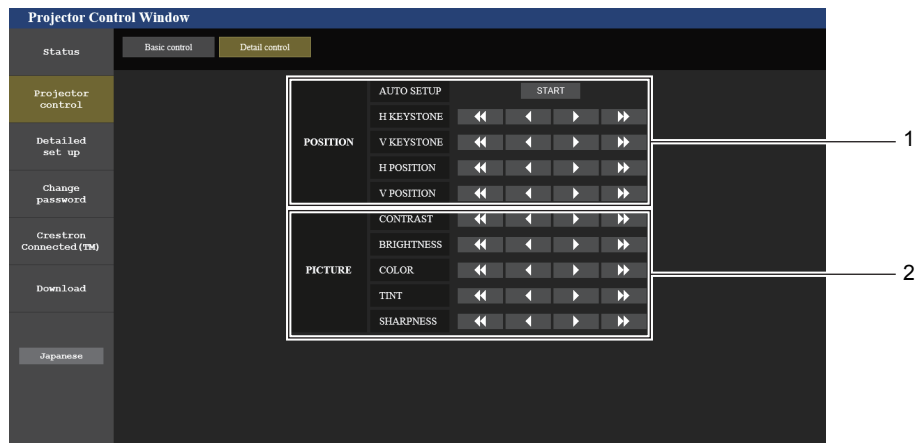 Projector Control Window
Status
Basic control
Detail control
Projector
control
Detailed
set up
Change
password
Crestron
Connected(TM)
Download
Japanese
POSITION
AUTO SETUP
START
H KEYSTONE
V KEYSTONE
H POSITION
V POSITION
PICTURE
CONTRAST
BRIGHTNESS
COLOR
TINT
SHARPNESS
1
2